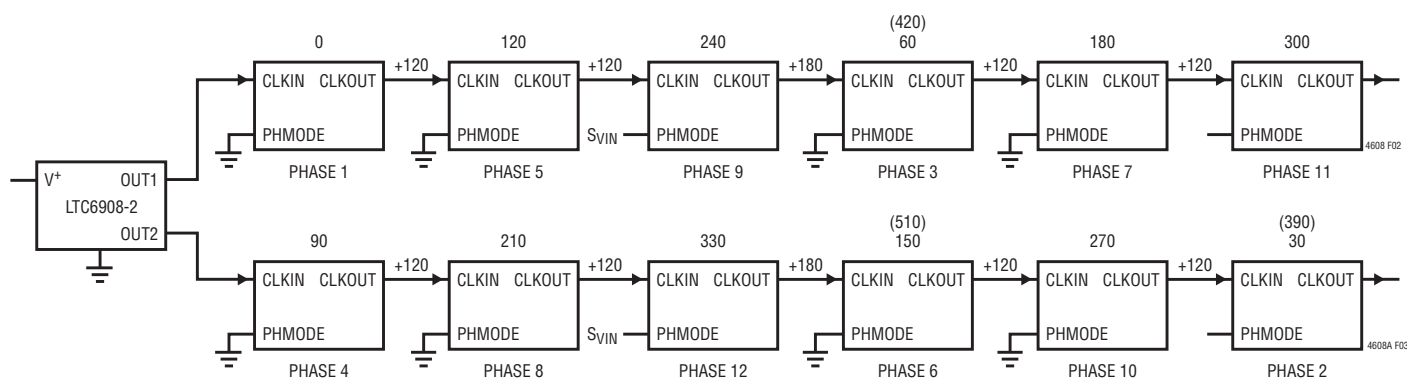 (420)
0 120 240 60 180 300
CLKIN CLKOUT +120 CLKIN CLKOUT +120 CLKIN CLKOUT +180 CLKIN CLKOUT +120 CLKIN CLKOUT +120 CLKIN CLKOUT
PHMODE PHMODE SVIN PHMODE PHMODE PHMODE PHMODE
4608 F02
PHASE 1 PHASE 5 PHASE 9 PHASE 3 PHASE 7 PHASE 11
V+ OUT1
LTC6908-2
OUT2
(510) (390)
90 210 330 150 270 30
CLKIN CLKOUT +120 CLKIN CLKOUT +120 CLKIN CLKOUT +180 CLKIN CLKOUT +120 CLKIN CLKOUT +120 CLKIN CLKOUT
PHMODE PHMODE SVIN PHMODE PHMODE PHMODE PHMODE
4608A F03
PHASE 4 PHASE 8 PHASE 12 PHASE 6 PHASE 10 PHASE 2